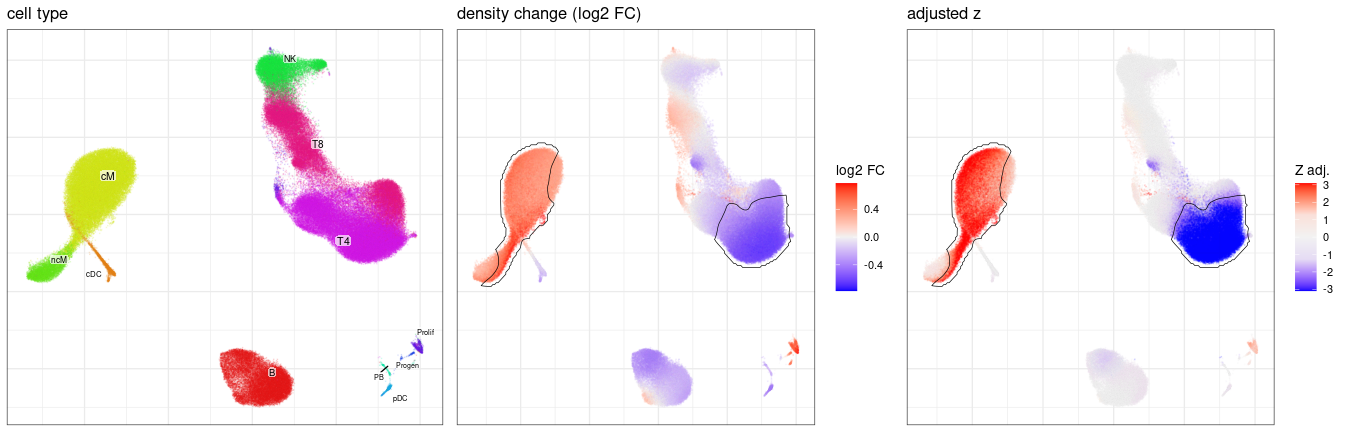 cell type
NK
T8
cM
T4
ncM
cDC
Prolif
B
Progen
PB
pDC
density change (log2 FC)
log2 FC
0.4
0.0
-0.4
adjusted z
Z adj.
3
2
1
0
-1
-2
-3